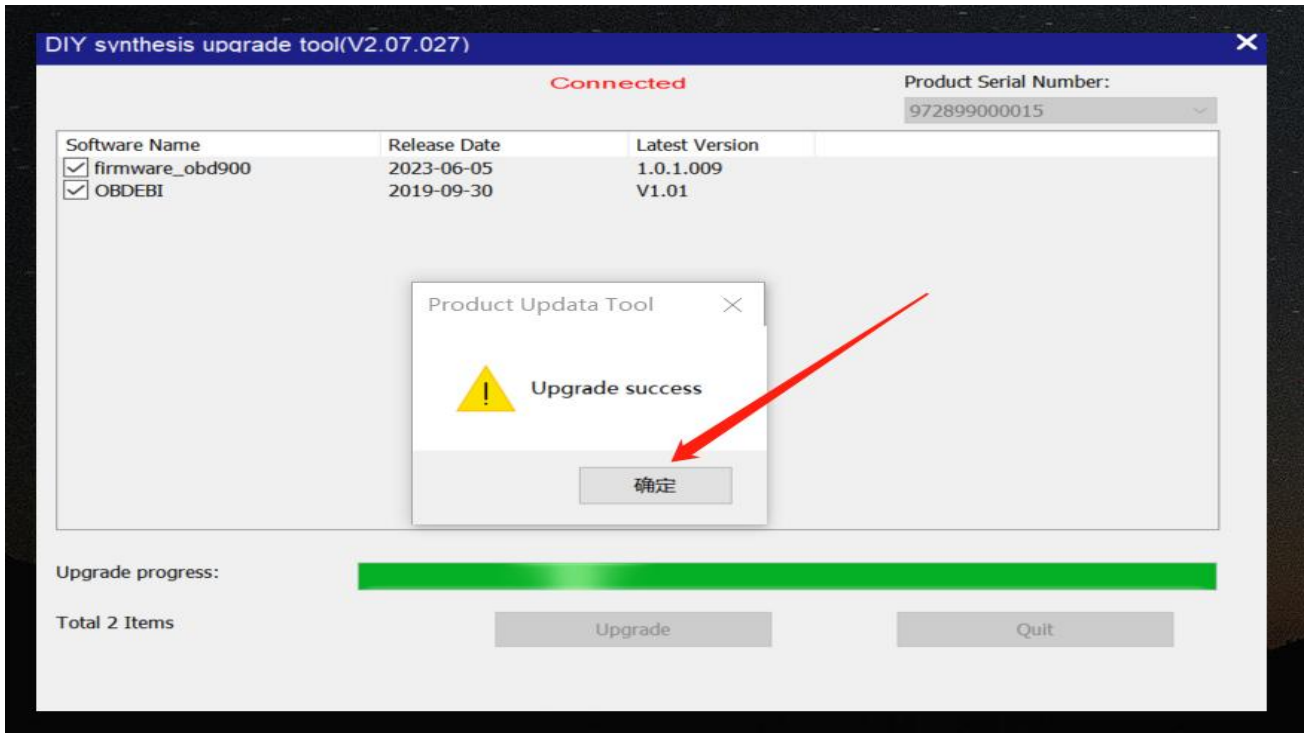 DIY synthesis upgrade tool(V2.07.027)
Connected
Product Serial Number:
972899000015
Software Name Release Date Latest Version
firmware_obd900 2023-06-05 1.0.1.009
OBDEBI 2019-09-30 V1.01
Product Updata Tool
Upgrade success
确定
Upgrade progress:
Total 2 Items
Upgrade
Quit